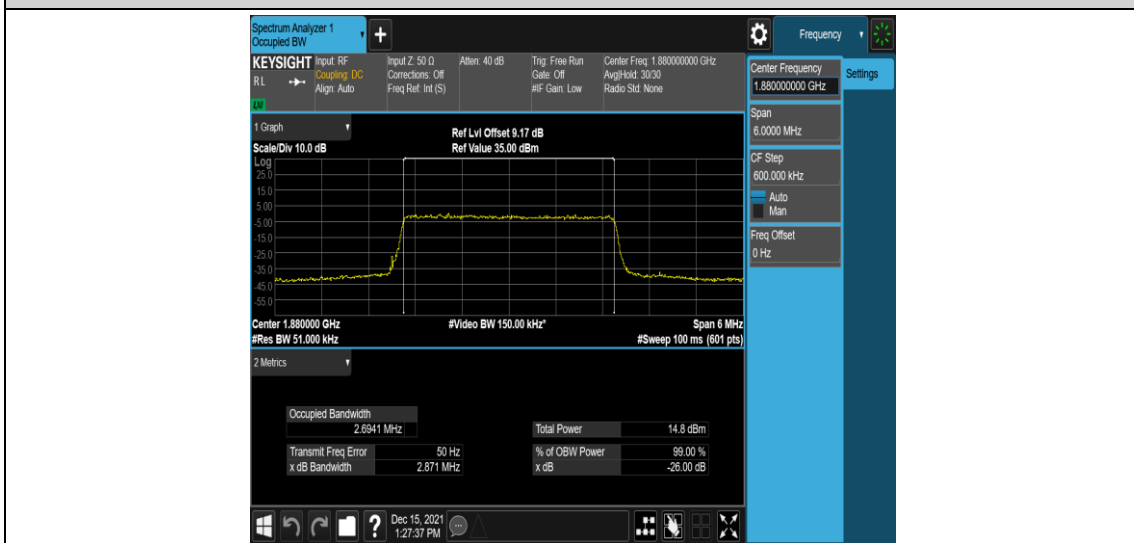 Spectrum Analyzer 1
Occupied BW
+
Frequency
KEYSIGHT
RL
LXI
Input: RF
Coupling: DC
Align: Auto
Input Z: 50 Ω
Corrections: Off
Freq Ref: Int (S)
Atten: 40 dB
Trig: Free Run
Gate: Off
#IF Gain: Low
Center Freq: 1.880000000 GHz
Avg|Hold: 30/30
Radio Std: None
Center Frequency
1.880000000 GHz
Settings
Span
6.0000 MHz
CF Step
600.000 kHz
Auto
Man
Freq Offset
0 Hz
1 Graph
Scale/Div 10.0 dB
Ref Lvl Offset 9.17 dB
Ref Value 35.00 dBm
Log
25.0
15.0
5.00
-5.00
-15.0
-25.0
-35.0
-45.0
-55.0
Center 1.880000 GHz
#Res BW 51.000 kHz
#Video BW 150.00 kHz*
Span 6 MHz
#Sweep 100 ms (601 pts)
2 Metrics
Occupied Bandwidth
2.6941 MHz
Total Power 14.8 dBm
Transmit Freq Error 50 Hz
% of OBW Power 99.00 %
x dB Bandwidth 2.871 MHz
x dB -26.00 dB
?
Dec 15, 2021
1:27:37 PM